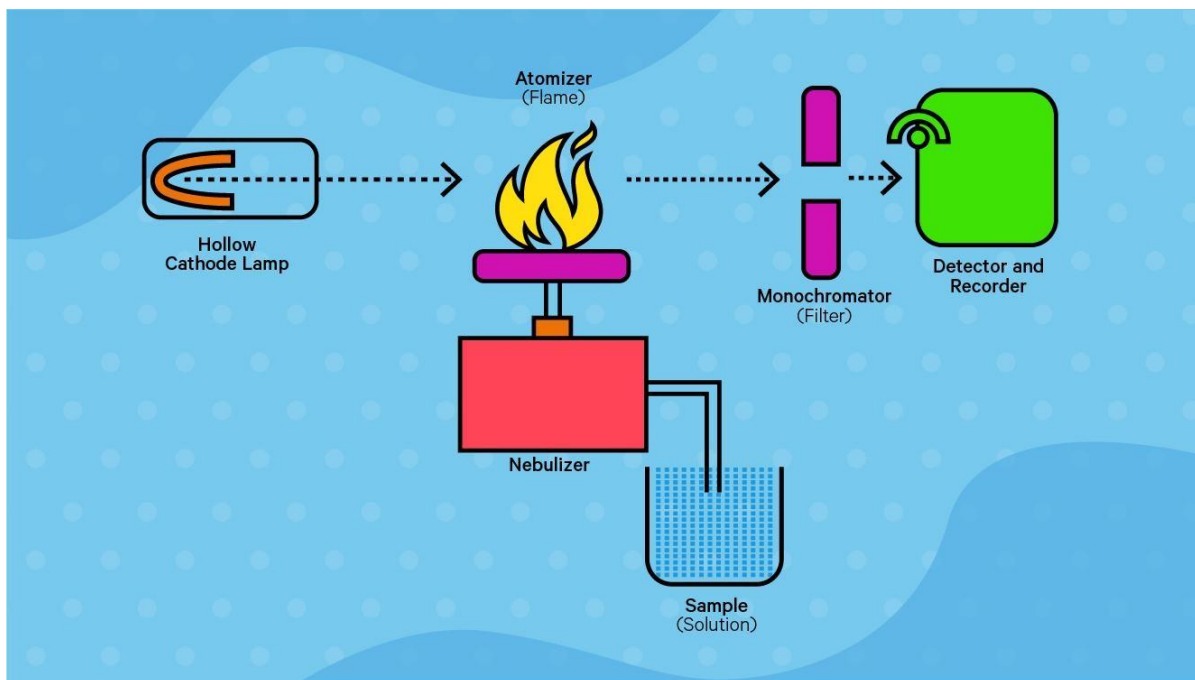 Atomizer
(Flame)
Hollow
Cathode Lamp
Monochromator
(Filter)
Detector and
Recorder
Nebulizer
Sample
(Solution)